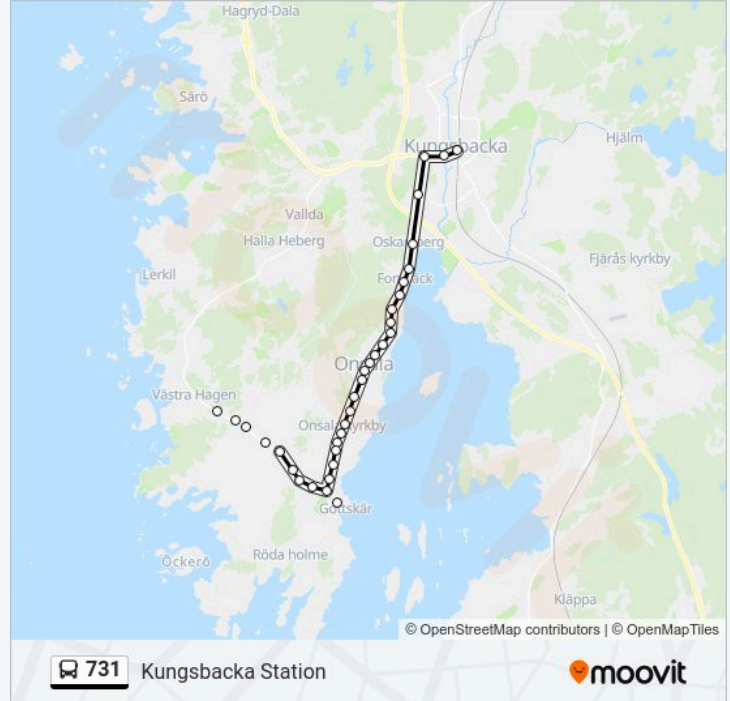 Hagryd-Dala
Särö
Kungsbacka
Hjälm
Vallda
Halla Heberg
Oskarsberg
Fjärås kyrkby
Lerkil
Forsbäck
Onsala
Västra Hagen
Onsala kyrkby
Gottskär
Röda holme
Öckerö
Kläppa
© OpenStreetMap contributors | © OpenMapTiles
731 Kungsbacka Station
moovit